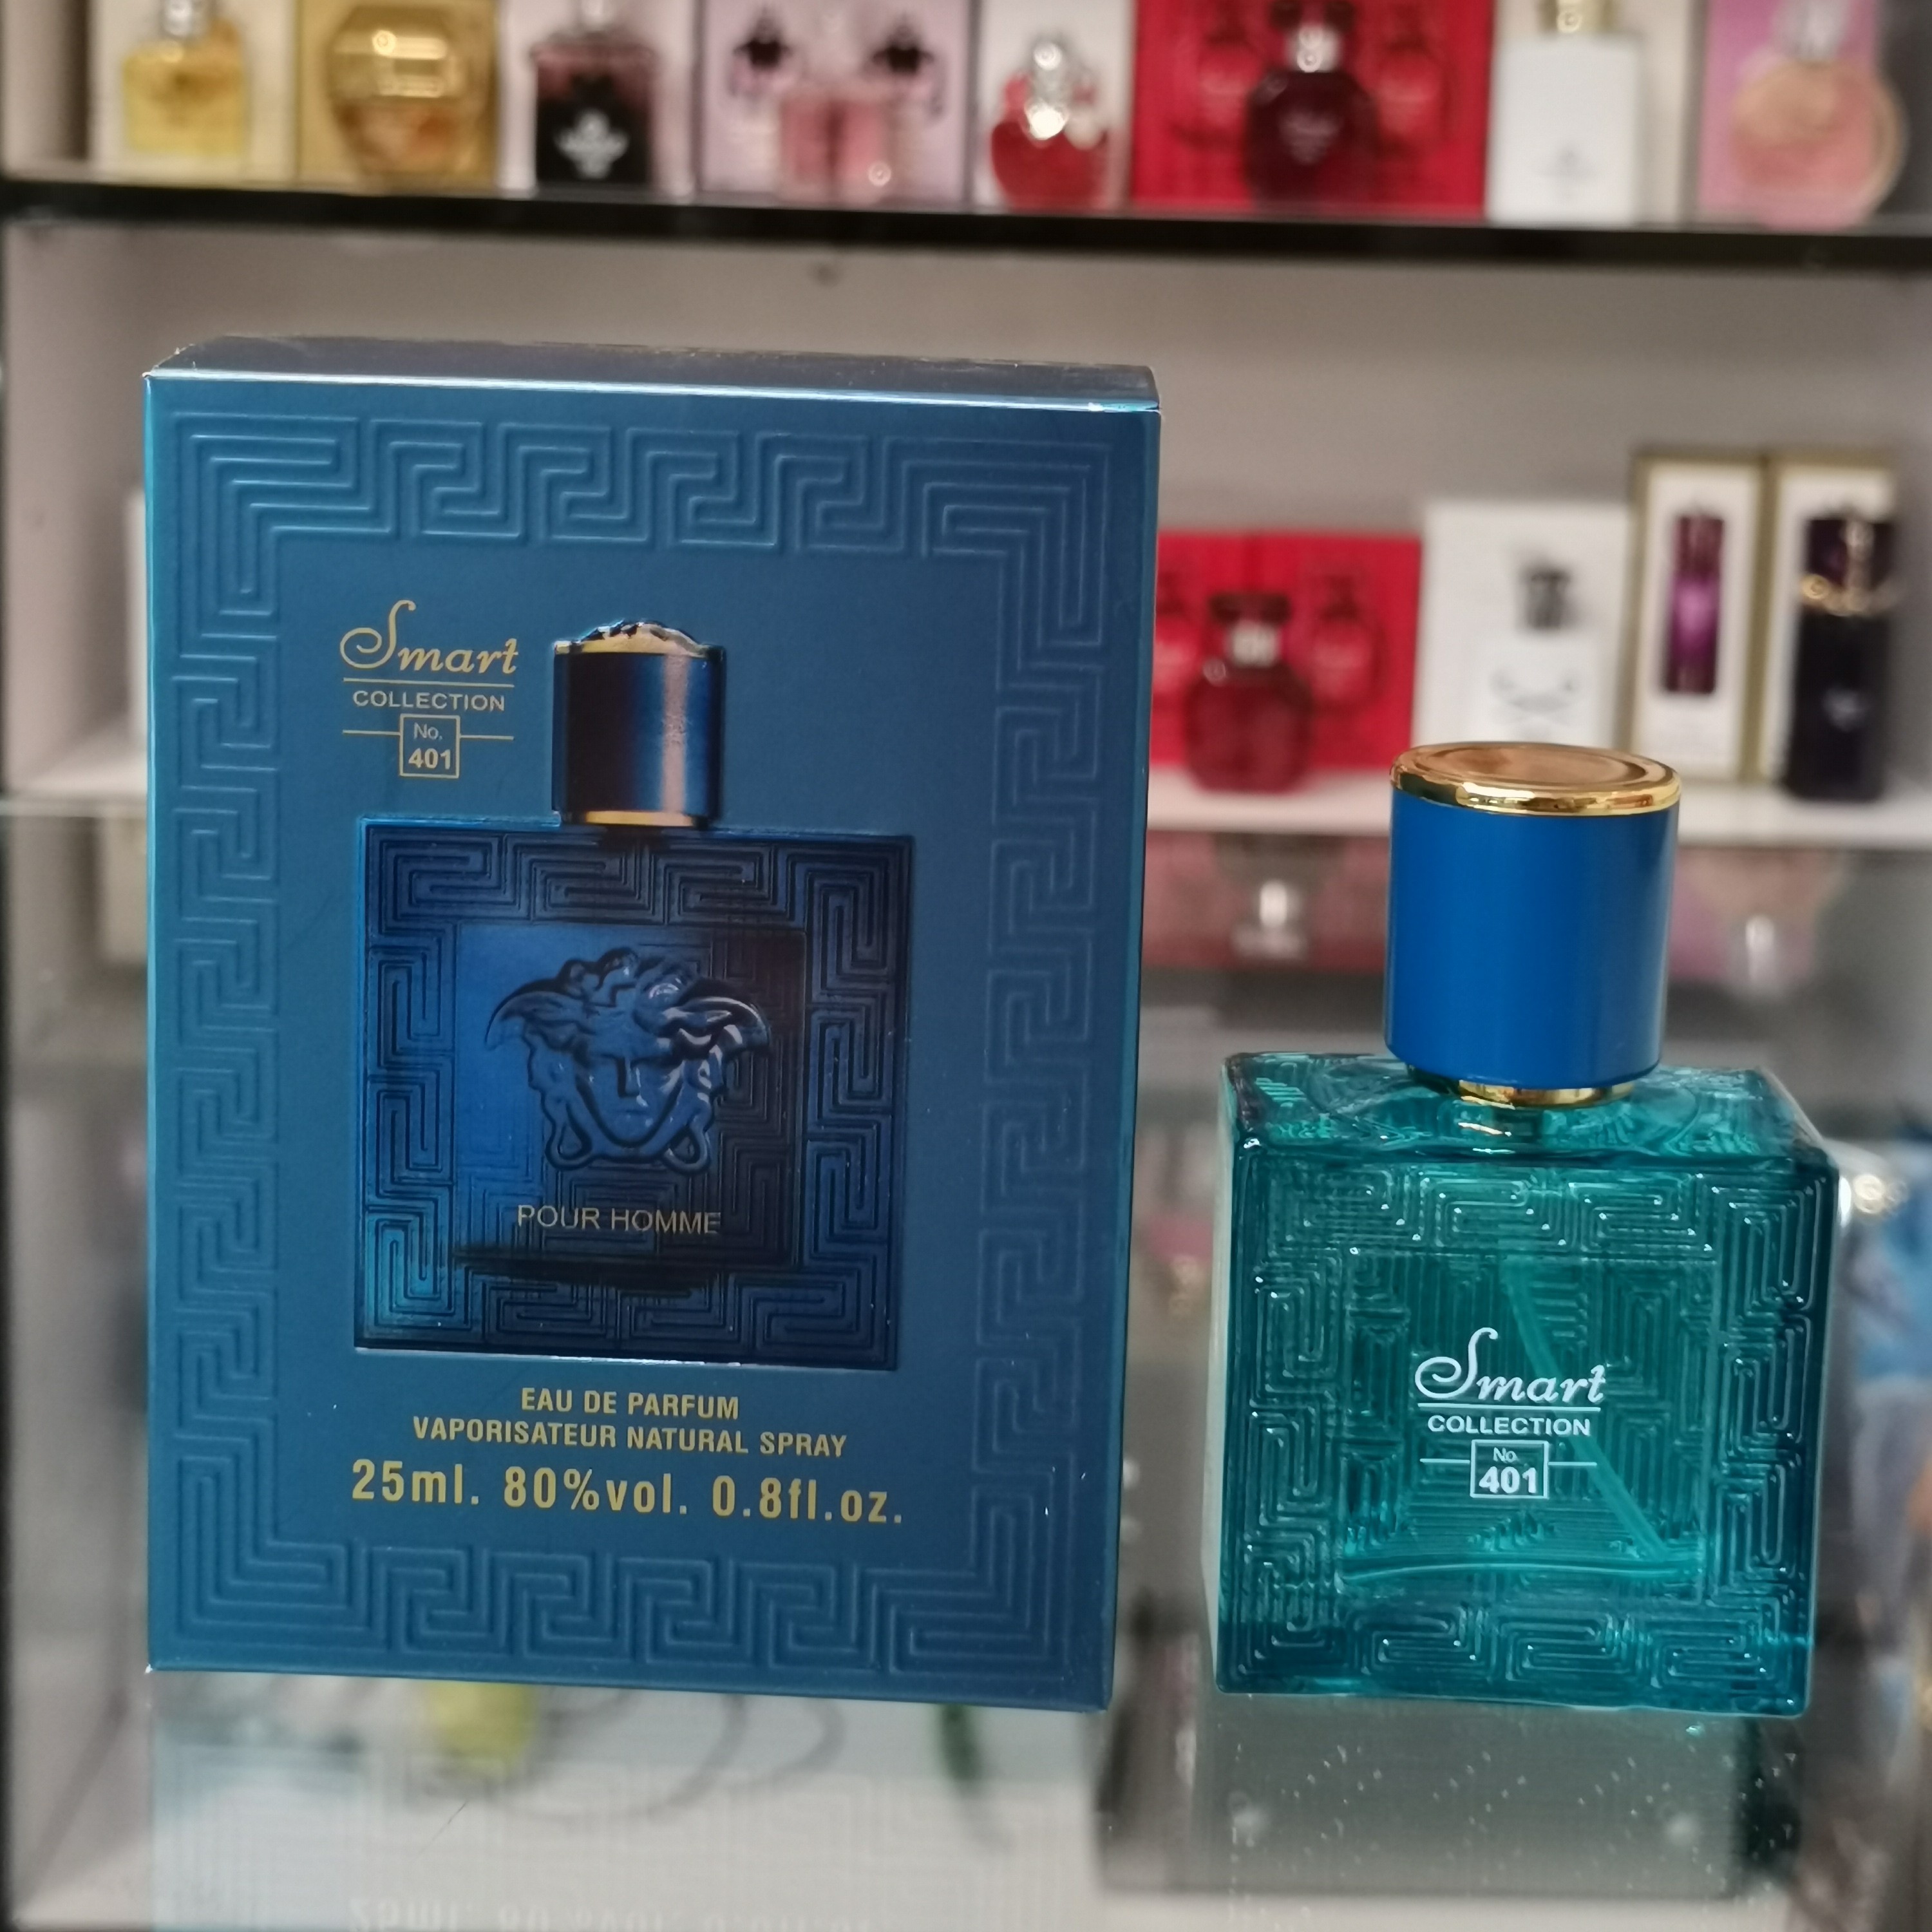 Smart
COLLECTION
No.
401
POUR HOMME
EAU DE PARFUM
VAPORISATEUR NATURAL SPRAY
25ml. 80%vol. 0.8fl.oz.
Smart
COLLECTION
No
401